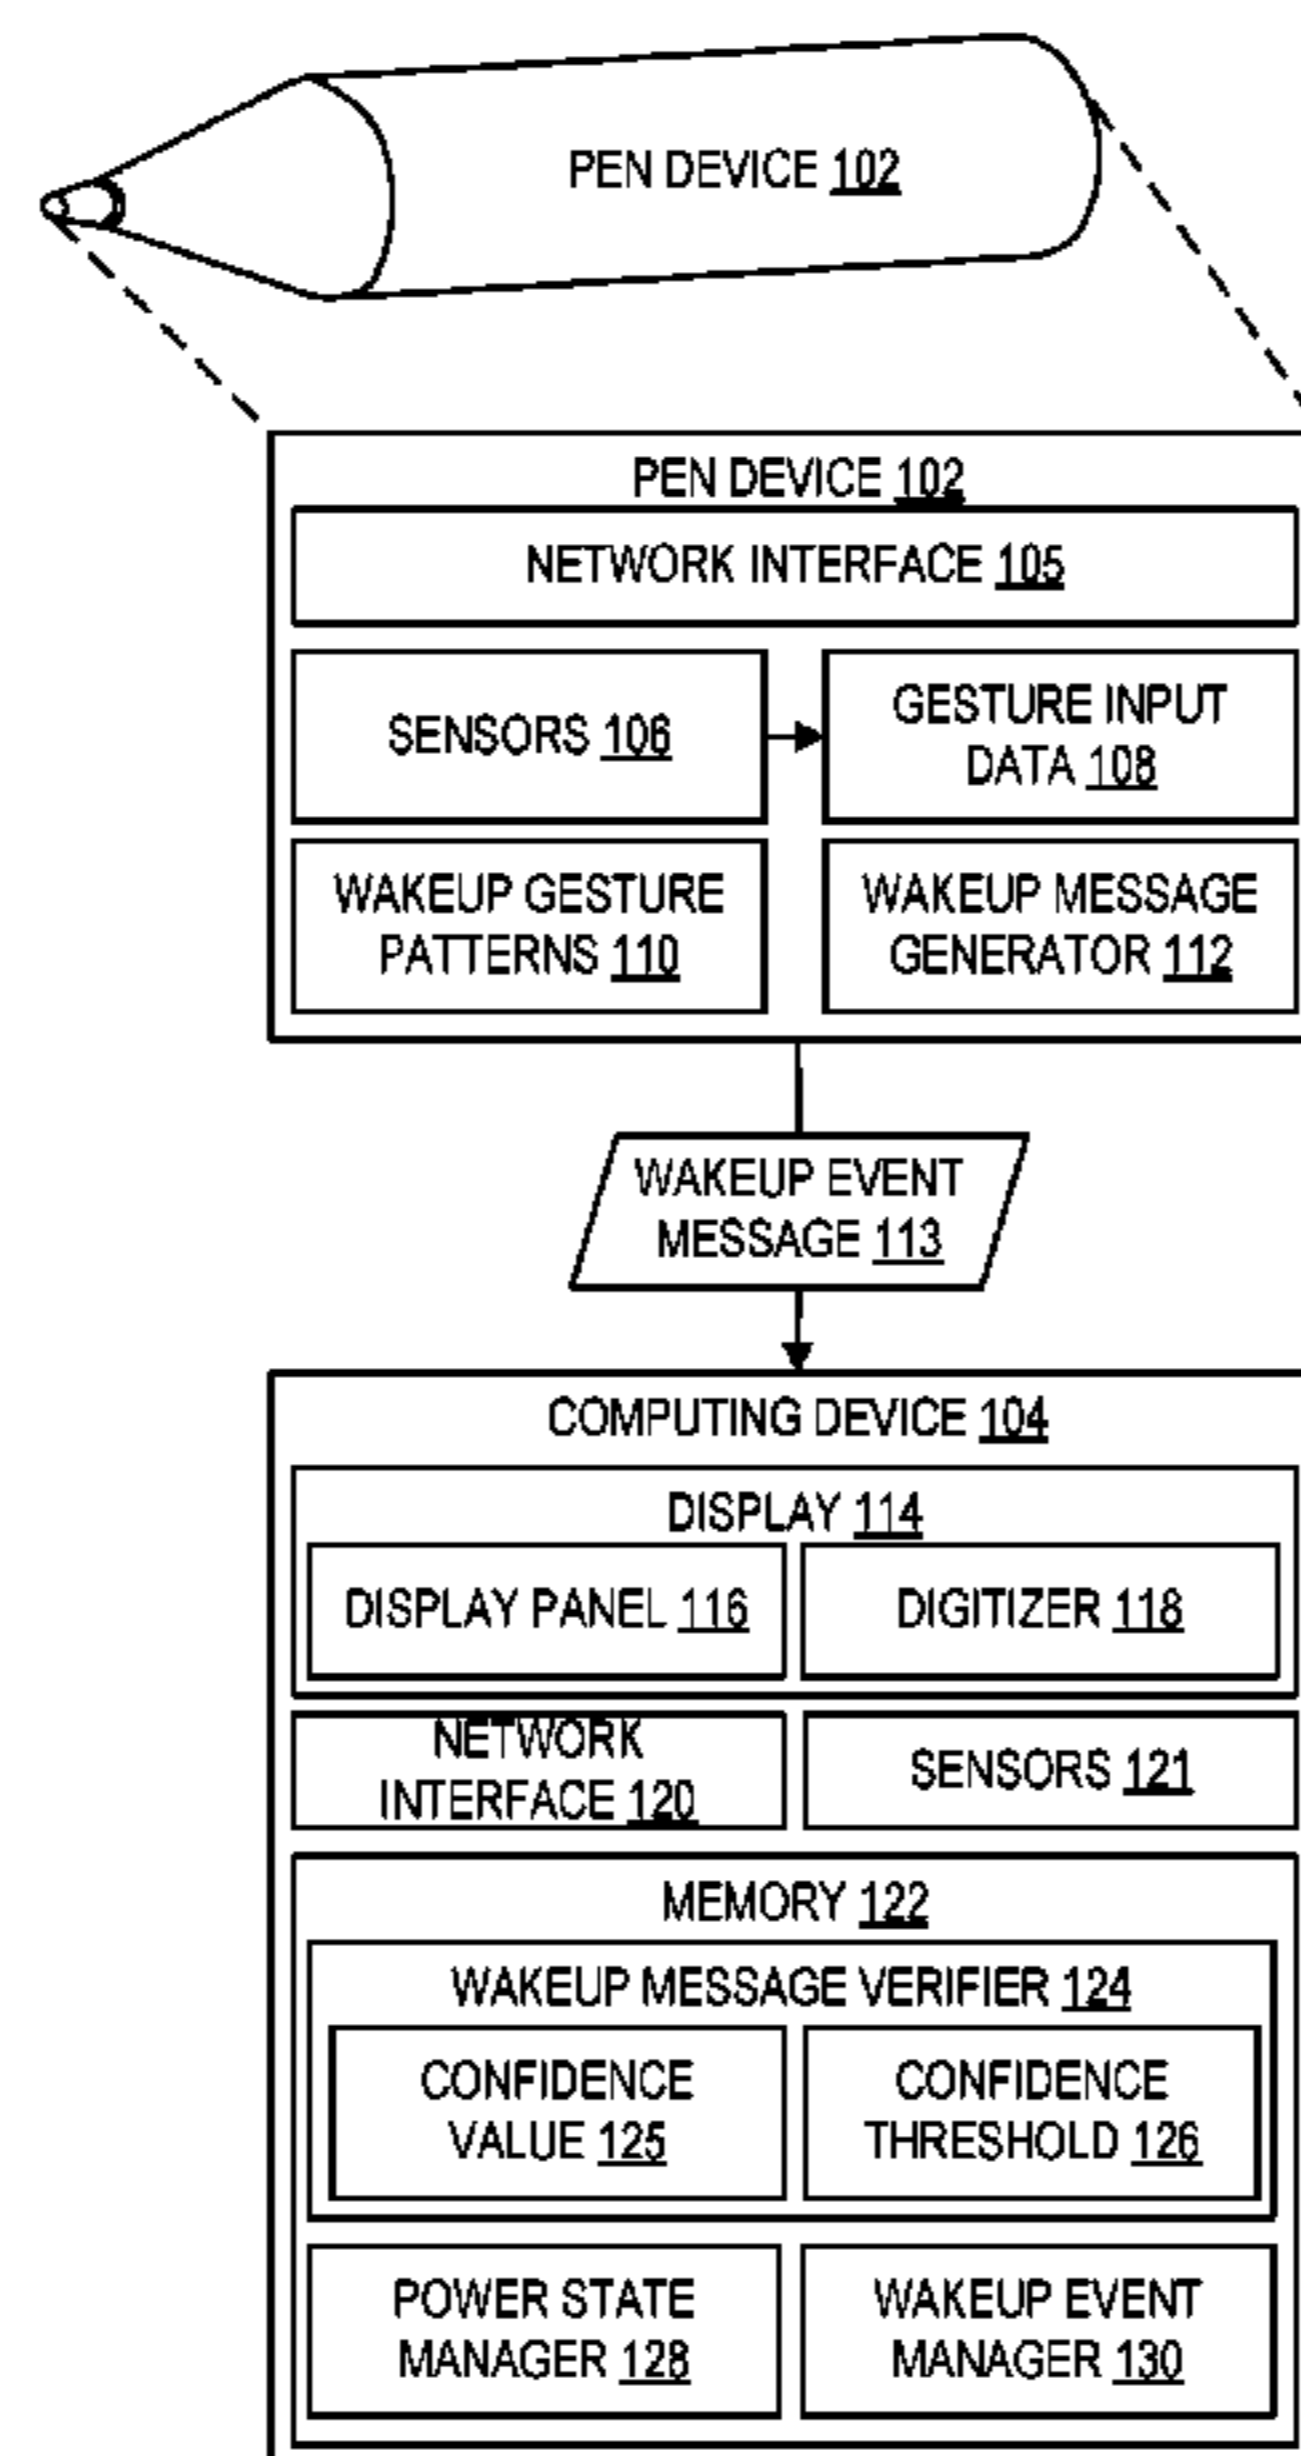 PEN DEVICE 102
PEN DEVICE 102
NETWORK INTERFACE 105
SENSORS 106
GESTURE INPUT
DATA 108
WAKEUP GESTURE
PATTERNS 110
WAKEUP MESSAGE
GENERATOR 112
WAKEUP EVENT
MESSAGE 113
COMPUTING DEVICE 104
DISPLAY 114
DISPLAY PANEL 116
DIGITIZER 118
NETWORK
INTERFACE 120
SENSORS 121
MEMORY 122
WAKEUP MESSAGE VERIFIER 124
CONFIDENCE
VALUE 125
CONFIDENCE
THRESHOLD 126
POWER STATE
MANAGER 128
WAKEUP EVENT
MANAGER 130